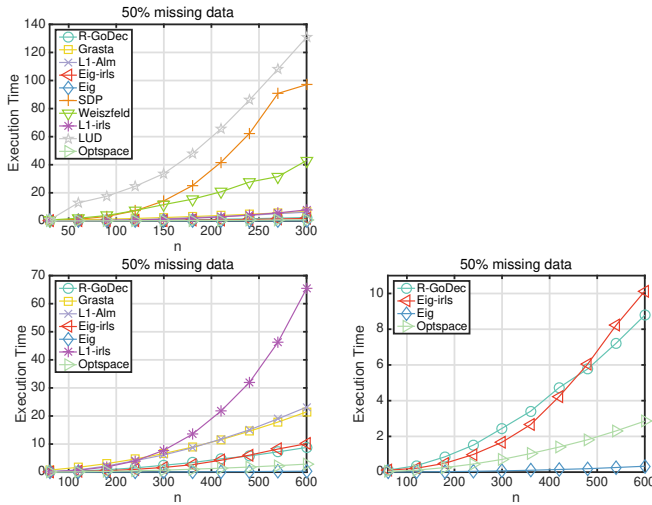 50% missing data
Execution Time
140
120
100
80
60
40
20
0
R-GoDec
Grasta
L1-Alm
Eig-irls
Eig
SDP
Weiszfeld
L1-irls
LUD
Optspace
50 100 150 200 250 300
n
50% missing data
Execution Time
70
60
50
40
30
20
10
0
R-GoDec
Grasta
L1-Alm
Eig-irls
Eig
L1-irls
Optspace
100 200 300 400 500 600
n
50% missing data
Execution Time
10
8
6
4
2
0
R-GoDec
Eig-irls
Eig
Optspace
100 200 300 400 500 600
n